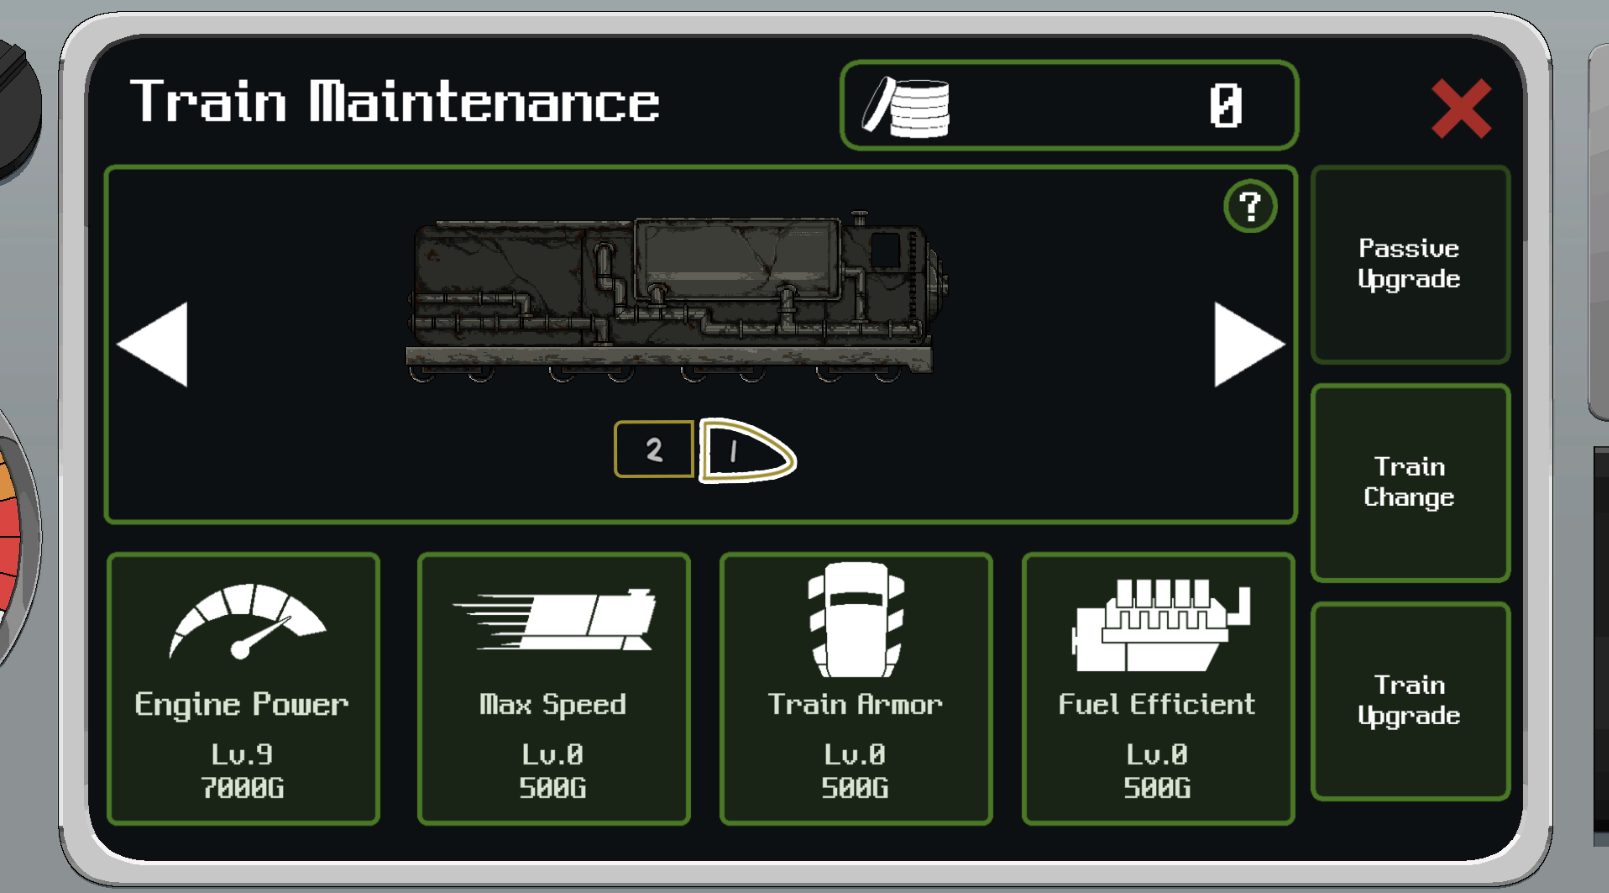 Train Maintenance
0
?
Passive
Upgrade
2
1
Train
Change
Engine Power
Lv.9
7000G
Max Speed
Lv.0
500G
Train Armor
Lv.0
500G
Fuel Efficient
Lv.0
500G
Train
Upgrade